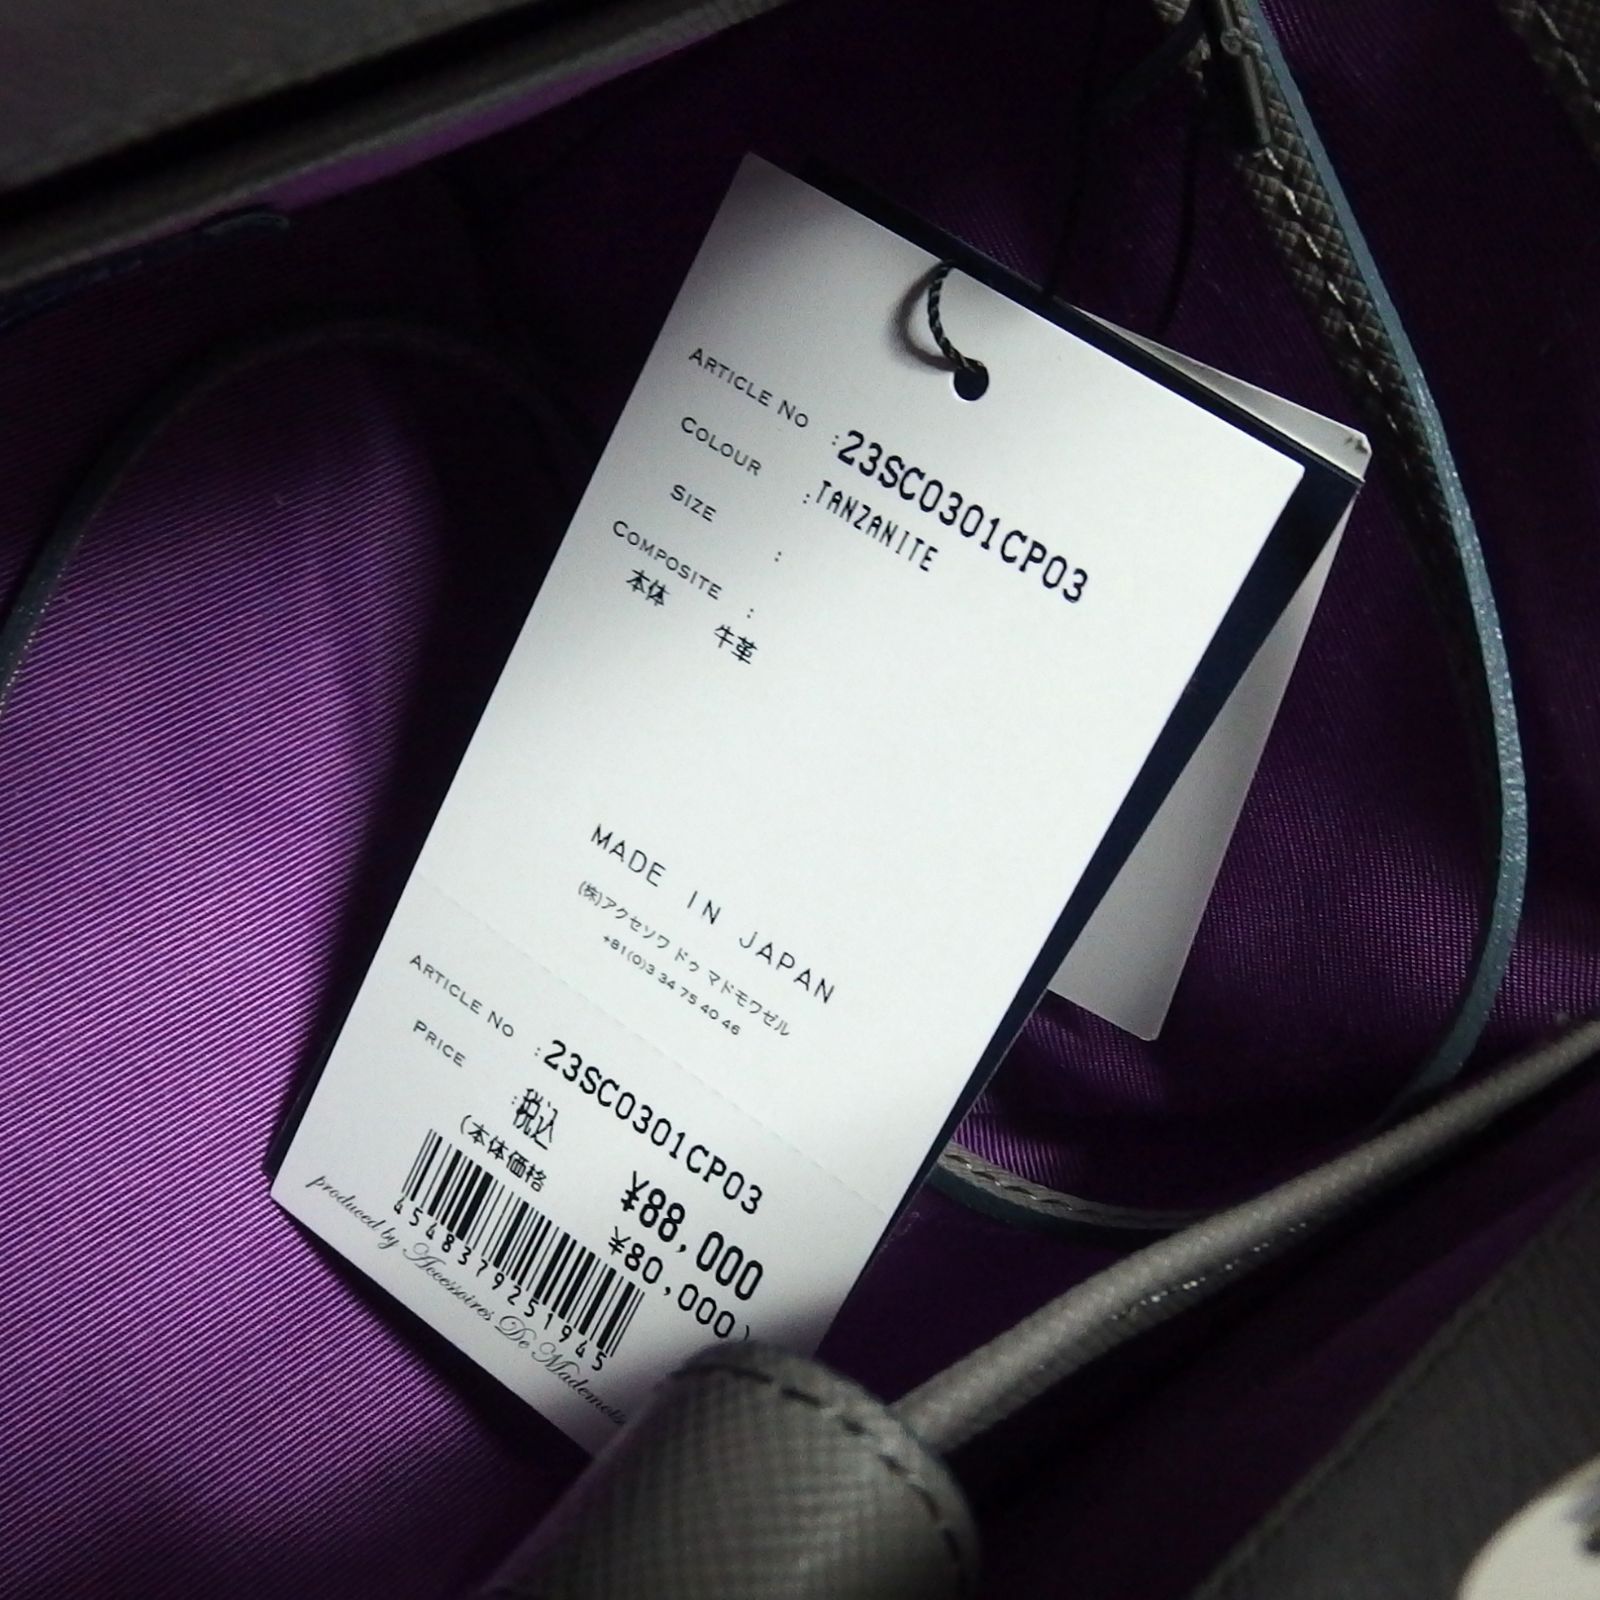 ARTICLE NO :23SC0301CP03
COLOUR :TANZANITE
SIZE :
COMPOSITE :
本体 牛革
MADE IN JAPAN
(株)アクセソワ ドゥ マドモワゼル
+81(0)3 34 75 40 46
ARTICLE NO :23SC0301CP03
PRICE :税込 ¥88,000
(本体価格 ¥80,000)
4548379251945
produced by Accessoires De